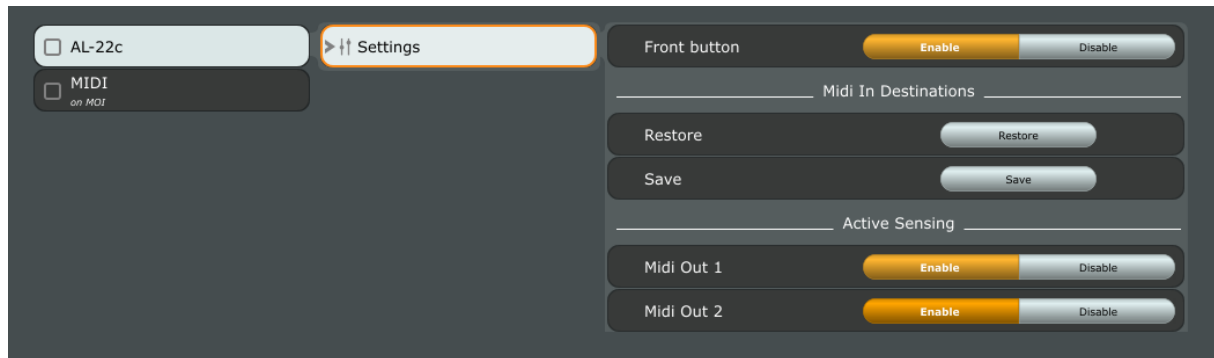 AL-22c
MIDI
on MOI
Settings
Front button Enable Disable
Midi In Destinations
Restore Restore
Save Save
Active Sensing
Midi Out 1 Enable Disable
Midi Out 2 Enable Disable